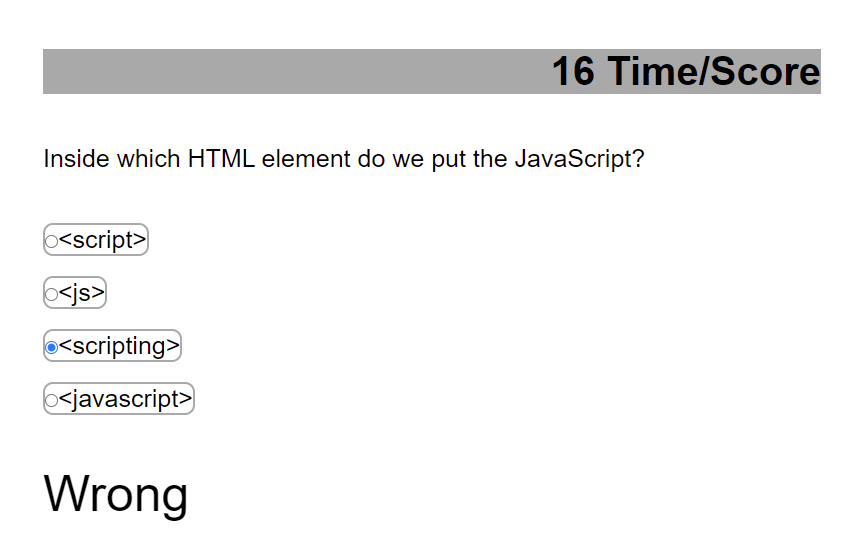 16 Time/Score
Inside which HTML element do we put the JavaScript?
<script>
<js>
<scripting>
<javascript>
Wrong